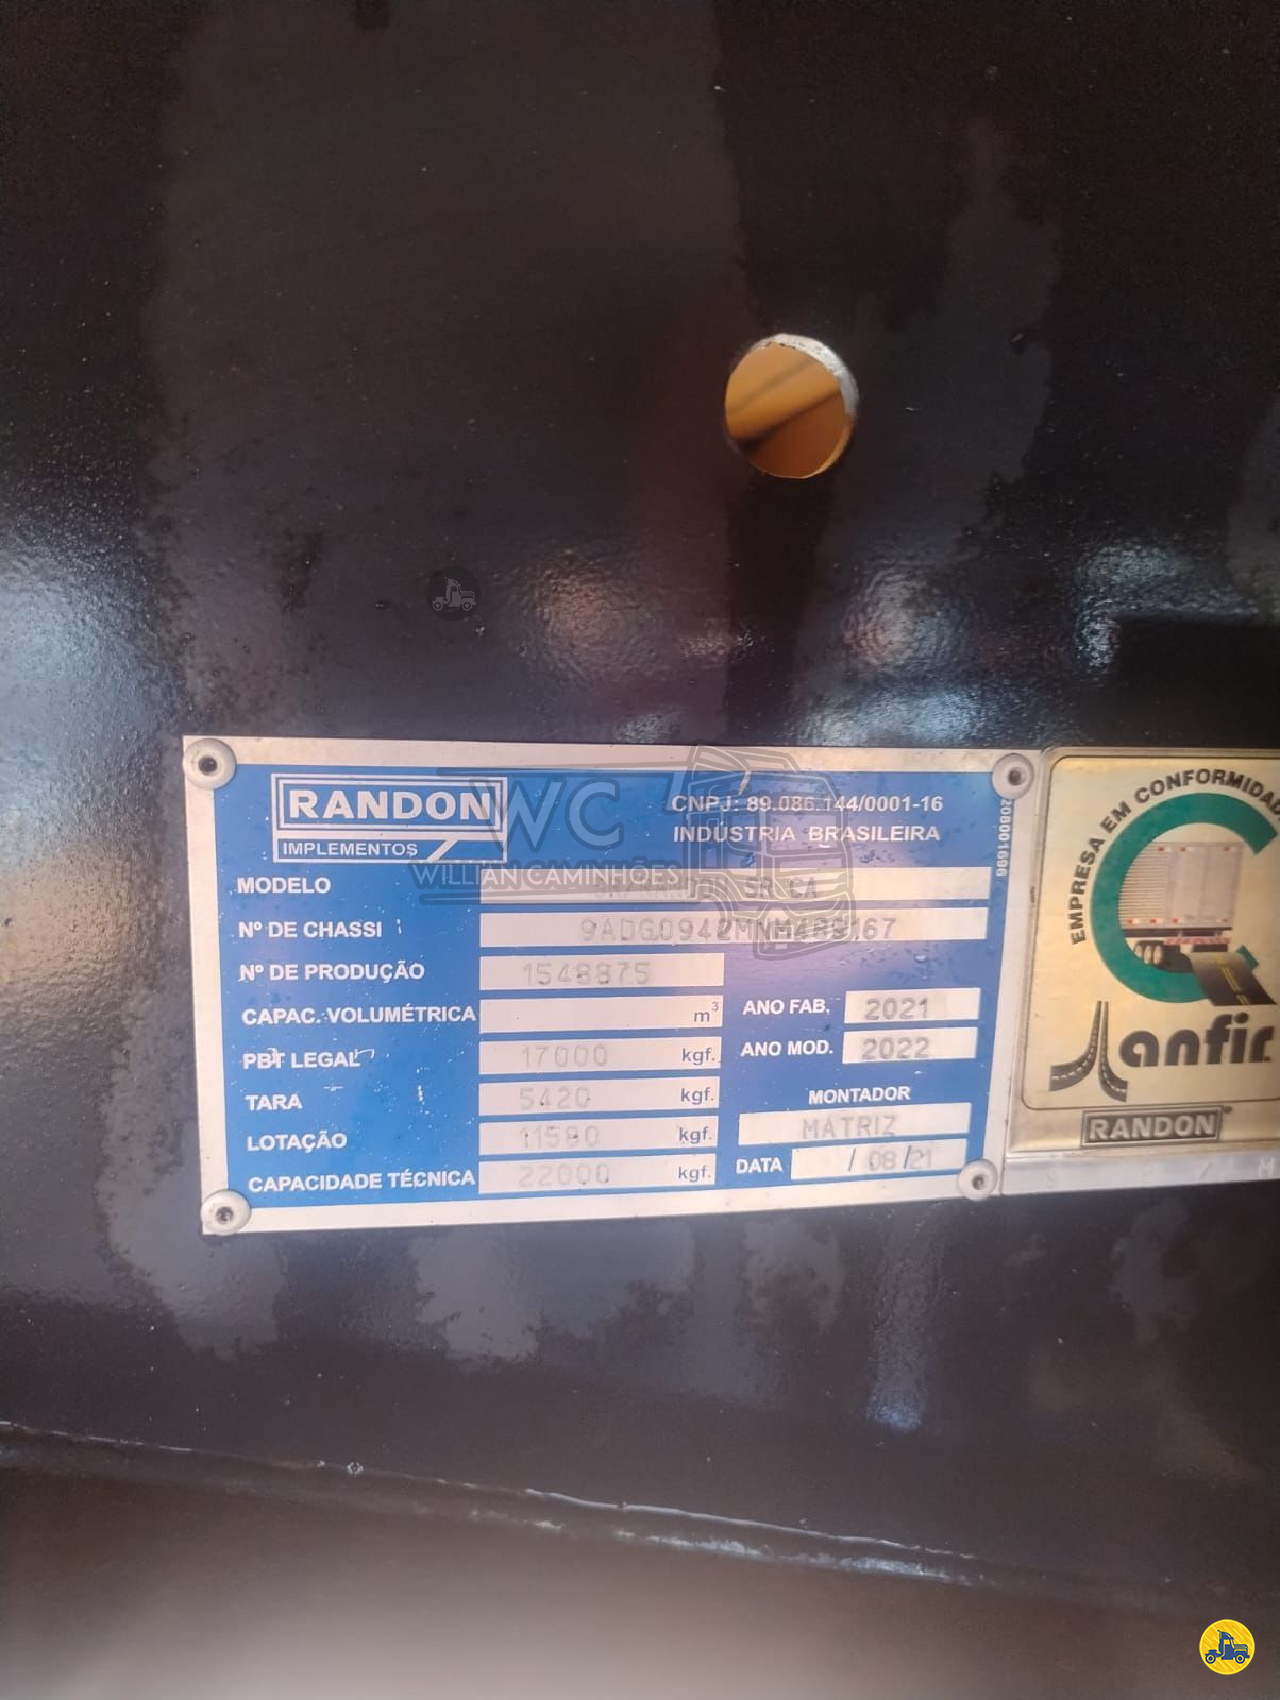 RANDON
IMPLEMENTOS
WC
WILLIAN CAMINHÕES
CNPJ: 89.086.144/0001-16
INDÚSTRIA BRASILEIRA
MODELO SR CA
Nº DE CHASSI
Nº DE PRODUÇÃO 1548875
CAPAC. VOLUMÉTRICA m³
ANO FAB. 2021
PBT LEGAL 17000 kgf.
ANO MOD. 2022
TARA 5420 kgf.
MONTADOR
LOTAÇÃO 11580 kgf.
MATRIZ
CAPACIDADE TÉCNICA 22000 kgf.
DATA / 08/21
EMPRESA EM
anfir
RANDON